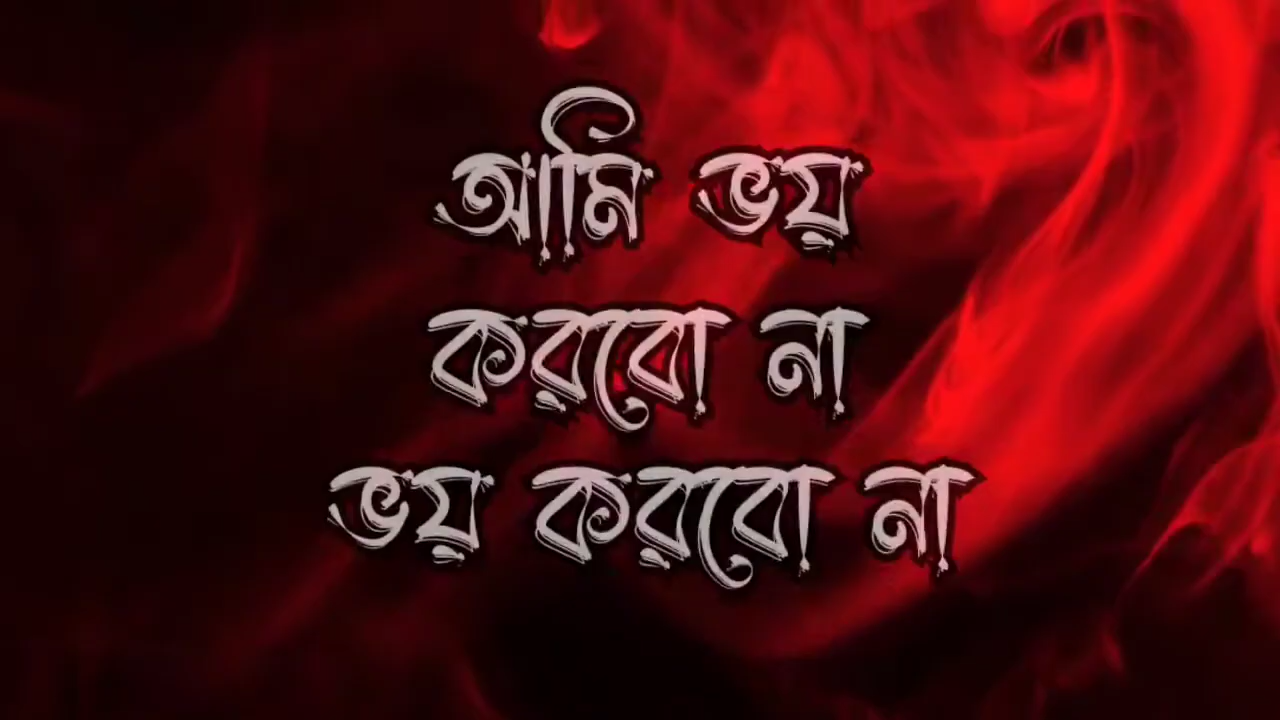 আমি ভয়
করবো না
ভয় করবো না